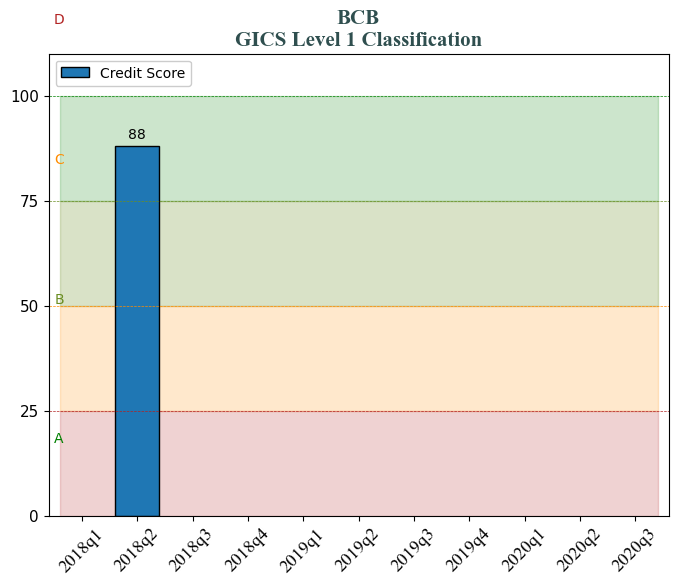 D
BCB
GICS Level 1 Classification
Credit Score
100
88
C
75
B
50
25
A
0
2018q1
2018q2
2018q3
2018q4
2019q1
2019q2
2019q3
2019q4
2020q1
2020q2
2020q3